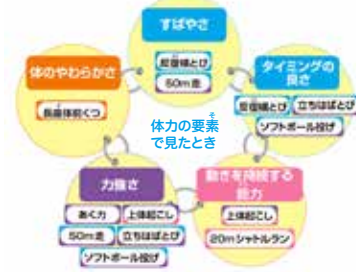 すばやさ
反復横とび
50m走
体のやわらかさ
長座体前くつ
タイミングの
良さ
反復横とび
立ちはばとび
ソフトボール投げ
体力の要素
で見たとき
そ
力強さ
あく力
上体起こし
50m走
立ちはばとび
ソフトボール投げ
動きを持続する
能力
上体起こし
20mシャトルラン